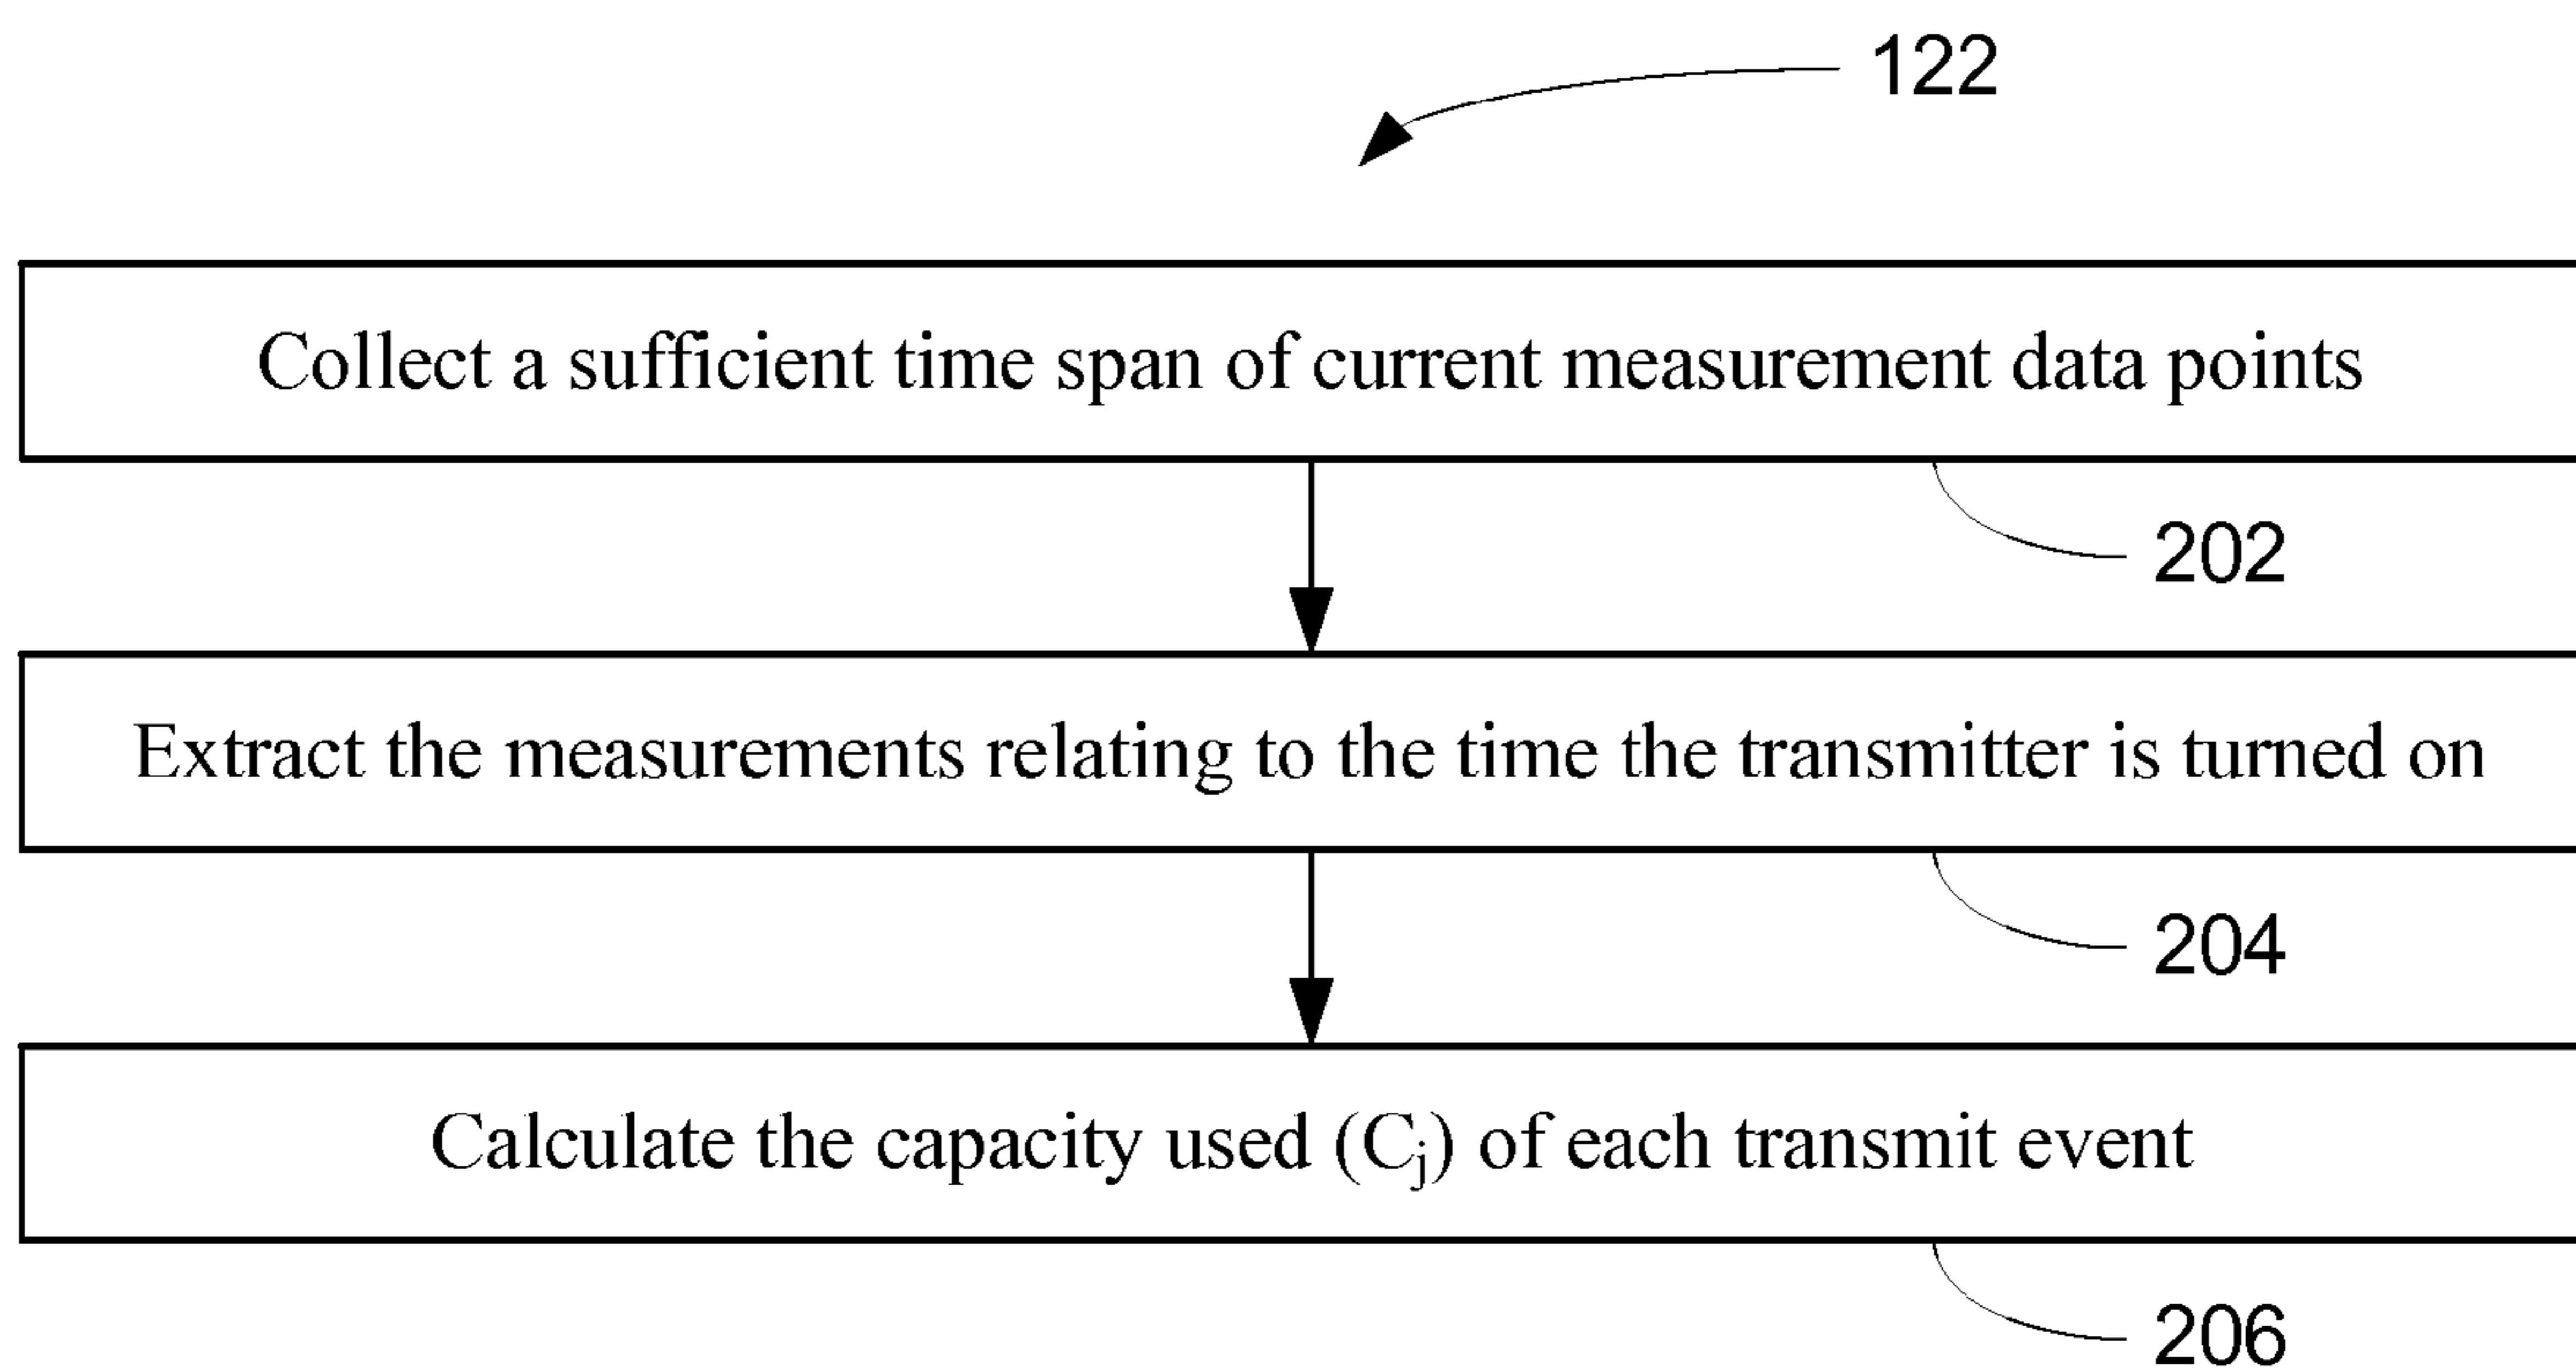 122
Collect a sufficient time span of current measurement data points
202
Extract the measurements relating to the time the transmitter is turned on
204
Calculate the capacity used (Cj) of each transmit event
206